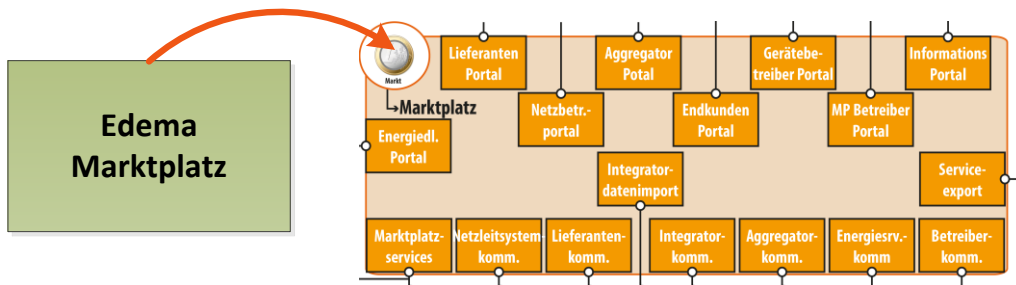 Edema
Marktplatz
Markt
Marktplatz
Lieferanten
Portal
Aggregator
Potal
Gerätebe-
treiber Portal
Informations
Portal
Netzbetr.-
portal
Endkunden
Portal
MP Betreiber
Portal
Energiedl.
Portal
Integrator-
datenimport
Service-
export
Marktplatz-
services
Netzleitsystem-
komm.
Lieferanten-
komm.
Integrator-
komm.
Aggregator-
komm.
Energiesrv.-
komm
Betreiber-
komm.